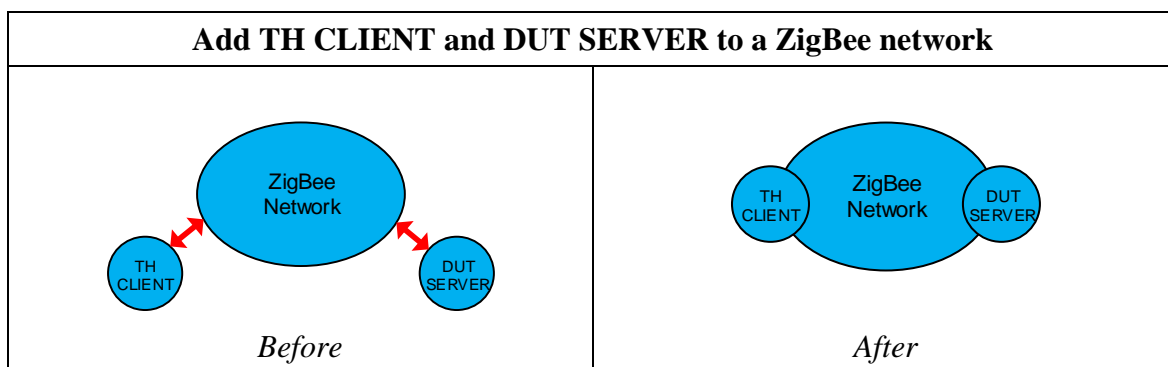 Add TH CLIENT and DUT SERVER to a ZigBee network
ZigBee
Network
TH
CLIENT
DUT
SERVER
Before
ZigBee
Network
TH
CLIENT
DUT
SERVER
After